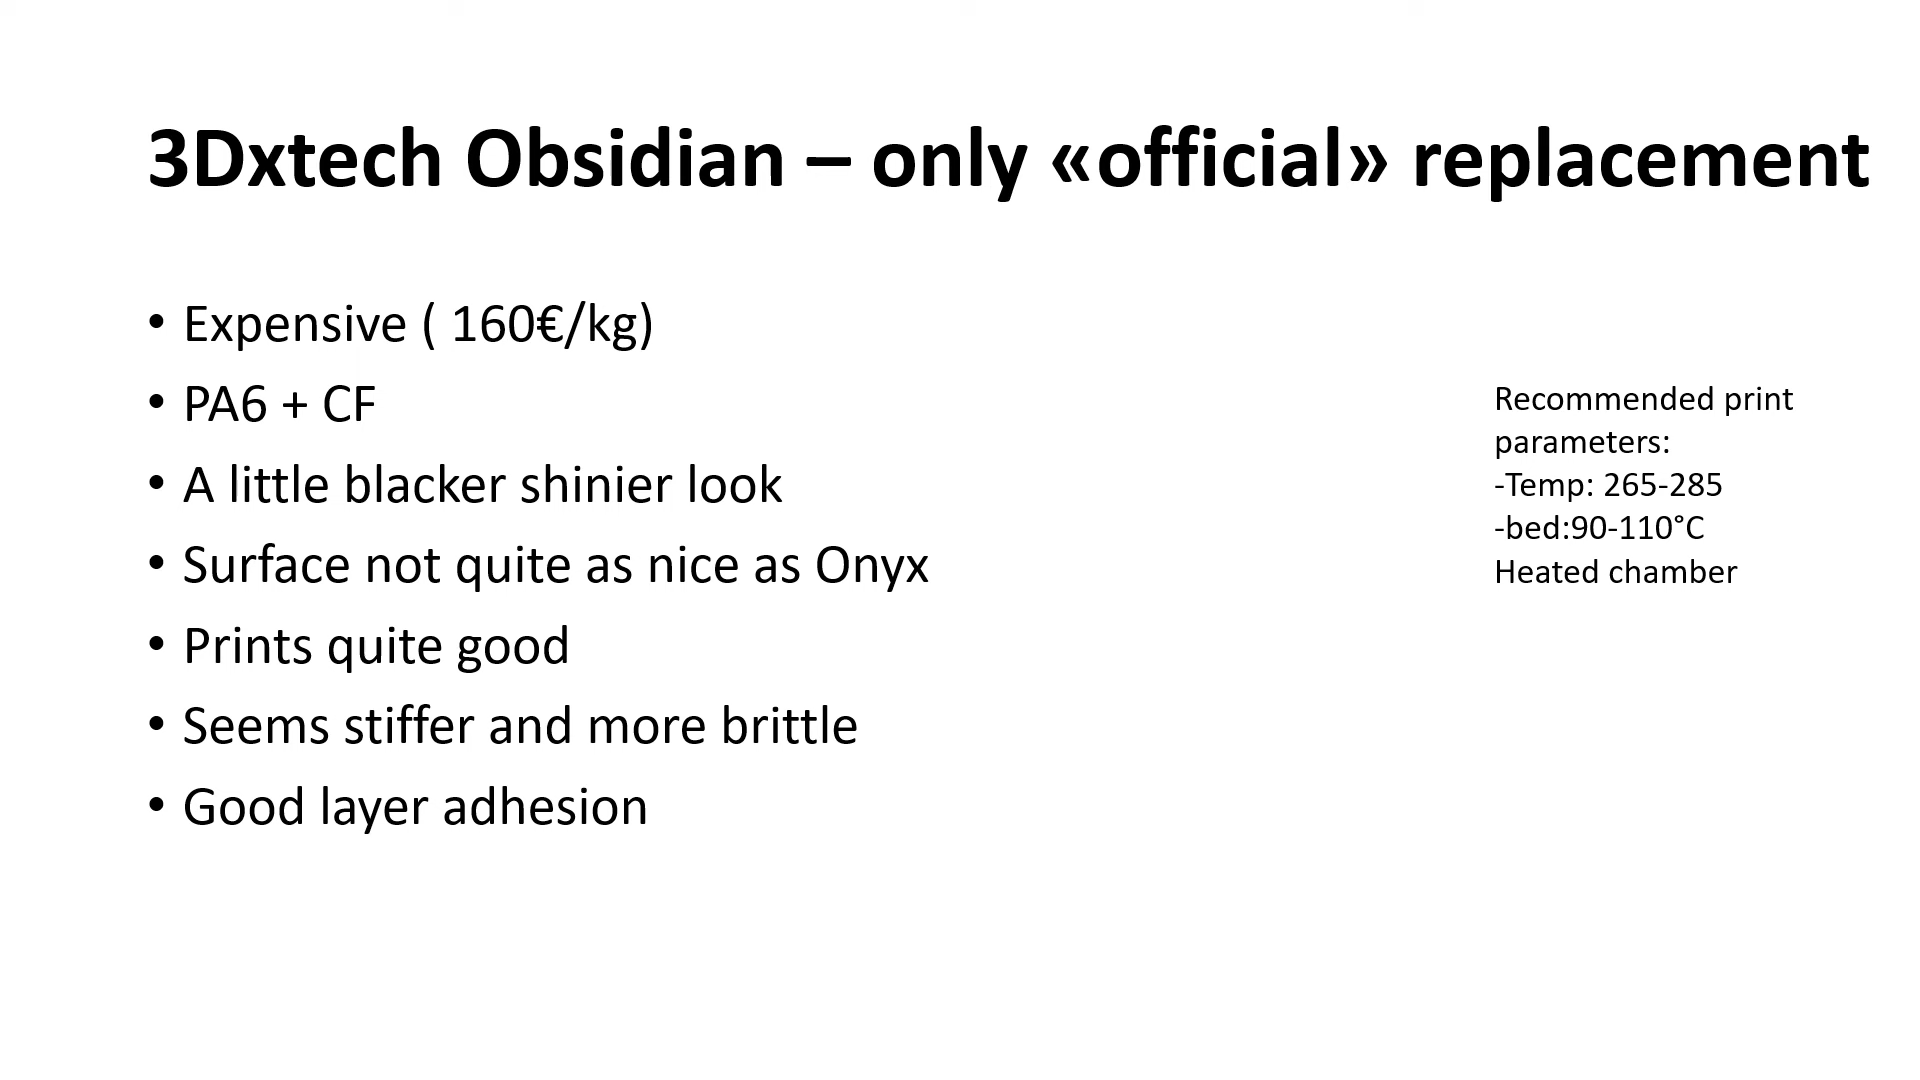 3Dxtech Obsidian – only «official» replacement
• Expensive ( 160€/kg)
• PA6 + CF
• A little blacker shinier look
• Surface not quite as nice as Onyx
• Prints quite good
• Seems stiffer and more brittle
• Good layer adhesion
Recommended print
parameters:
-Temp: 265-285
-bed:90-110°C
Heated chamber